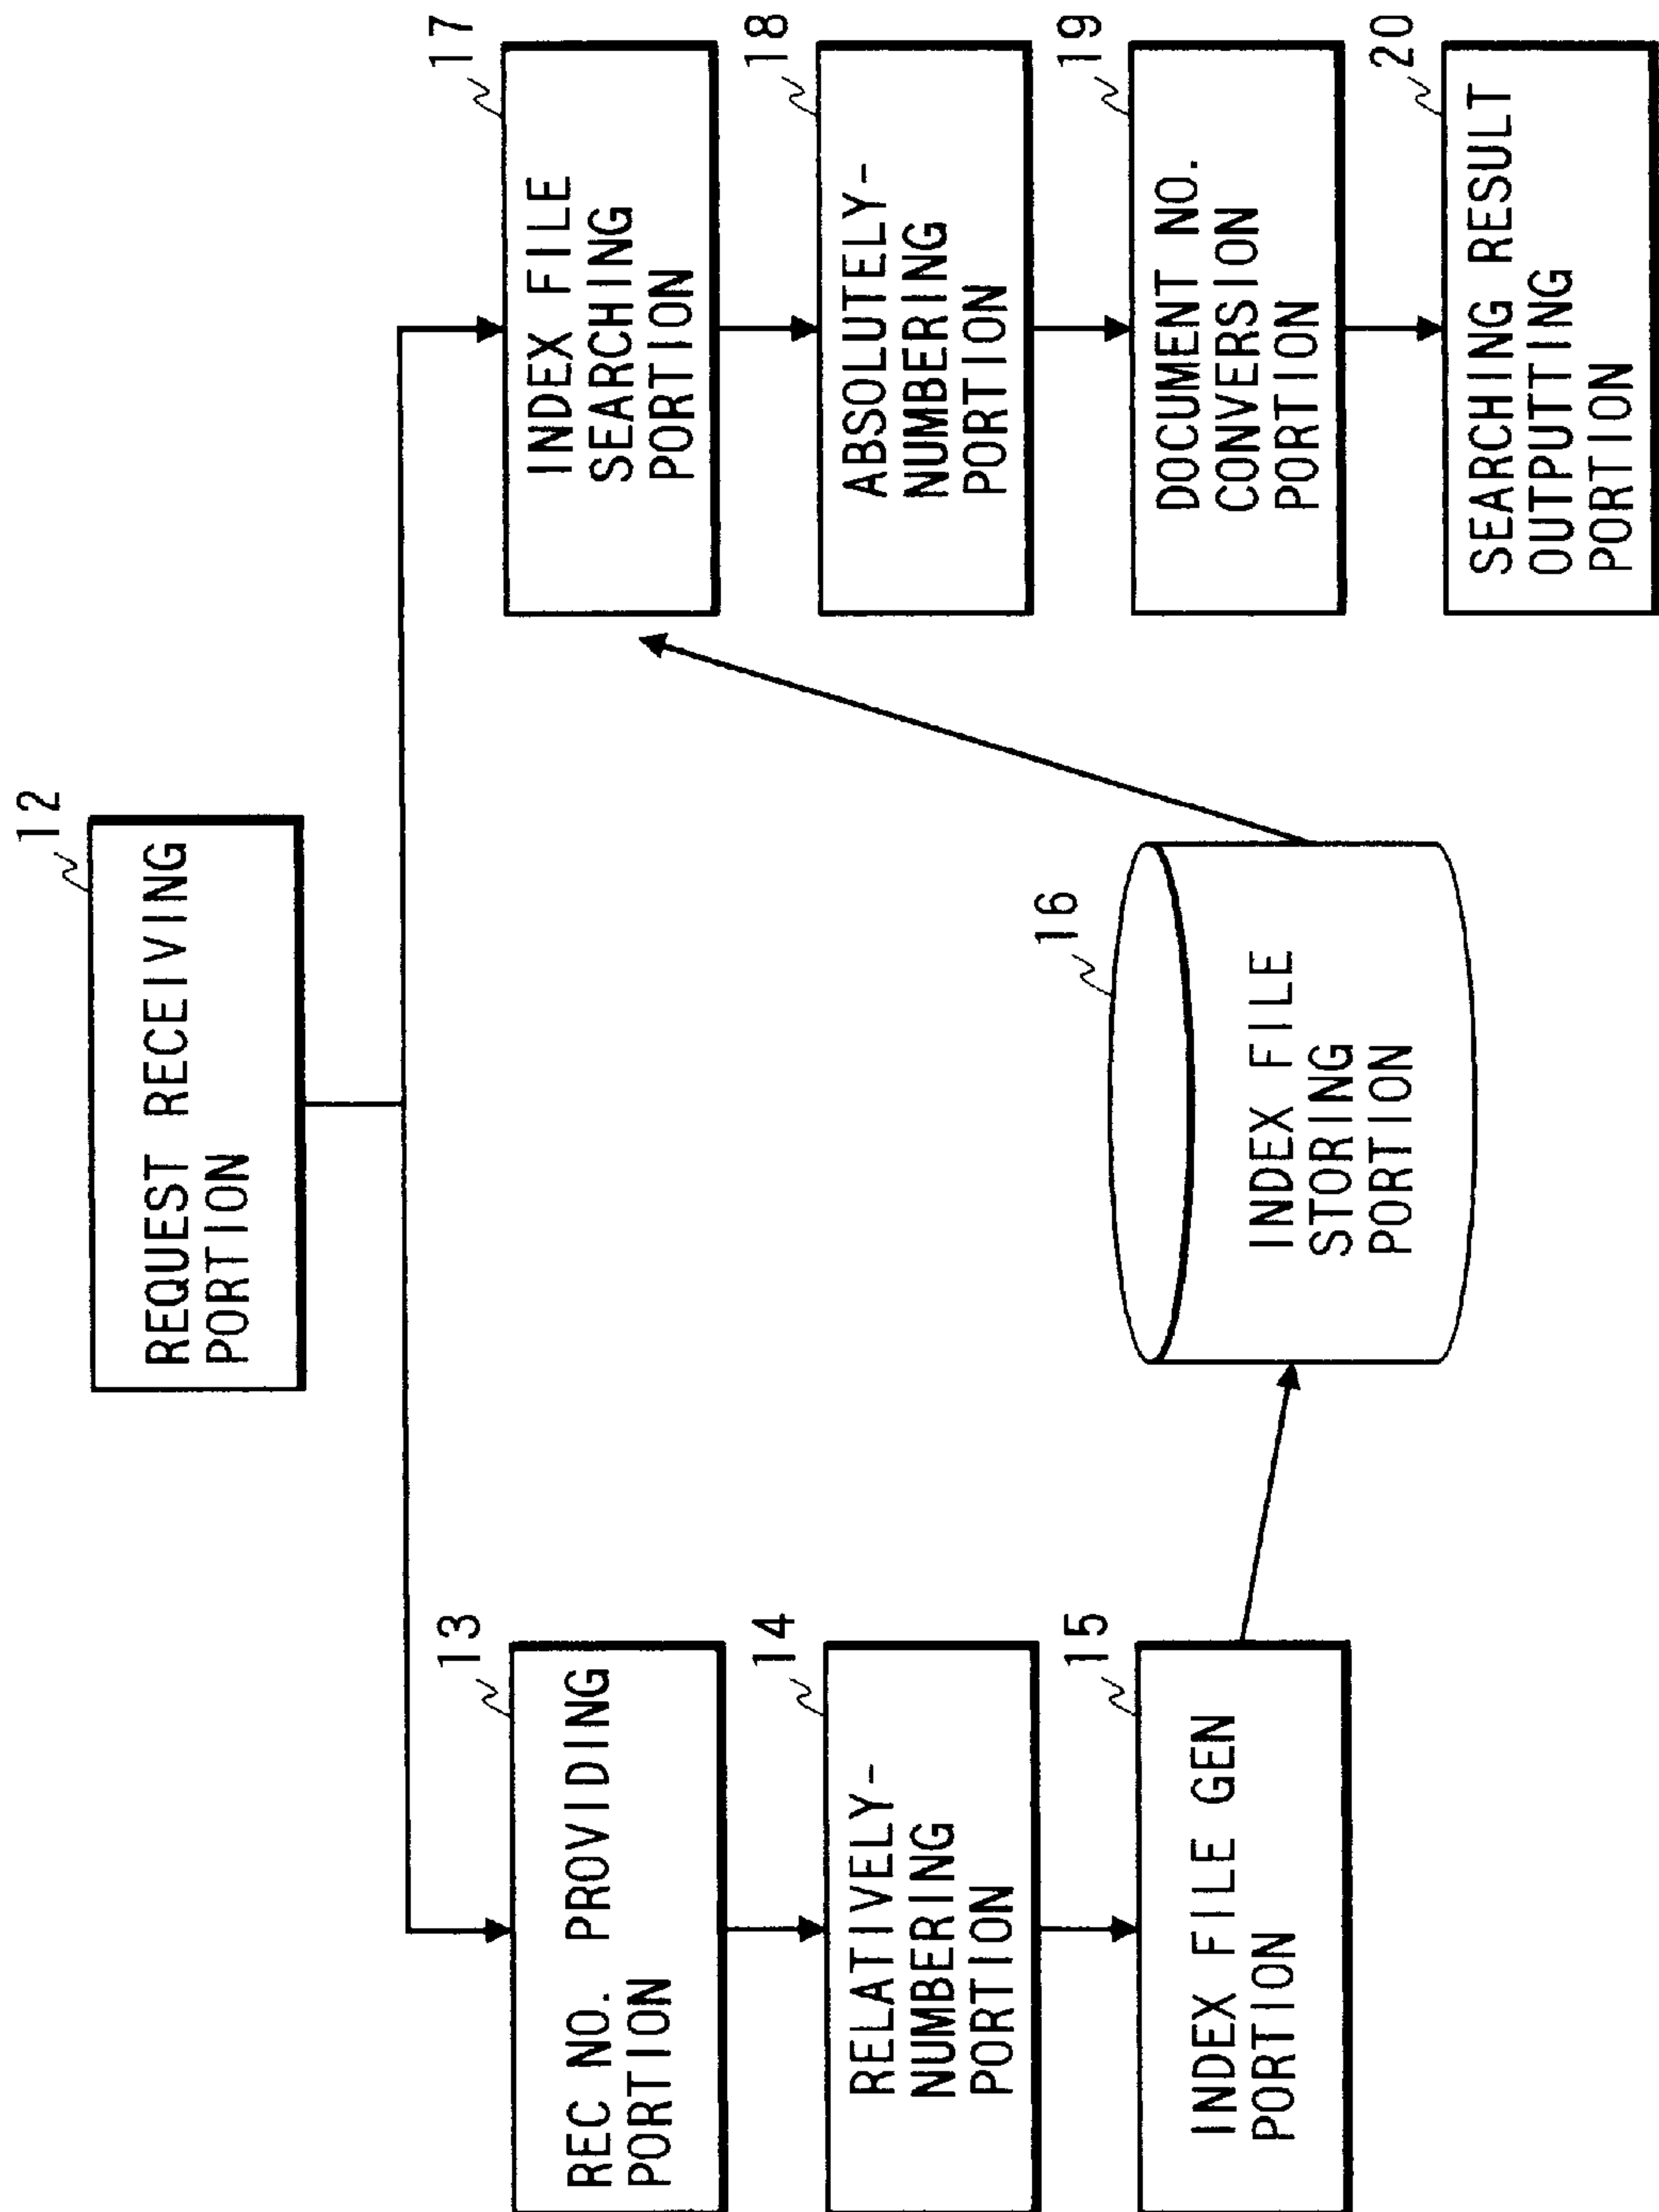 12
REQUEST RECEIVING
PORTION
13
REC NO. PROVIDING
PORTION
14
RELATIVELY-
NUMBERING
PORTION
15
INDEX FILE GEN
PORTION
16
INDEX FILE
STORING
PORTION
17
INDEX FILE
SEARCHING
PORTION
18
ABSOLUTELY-
NUMBERING
PORTION
19
DOCUMENT NO.
CONVERSION
PORTION
20
SEARCHING RESULT
OUTPUTTING
PORTION